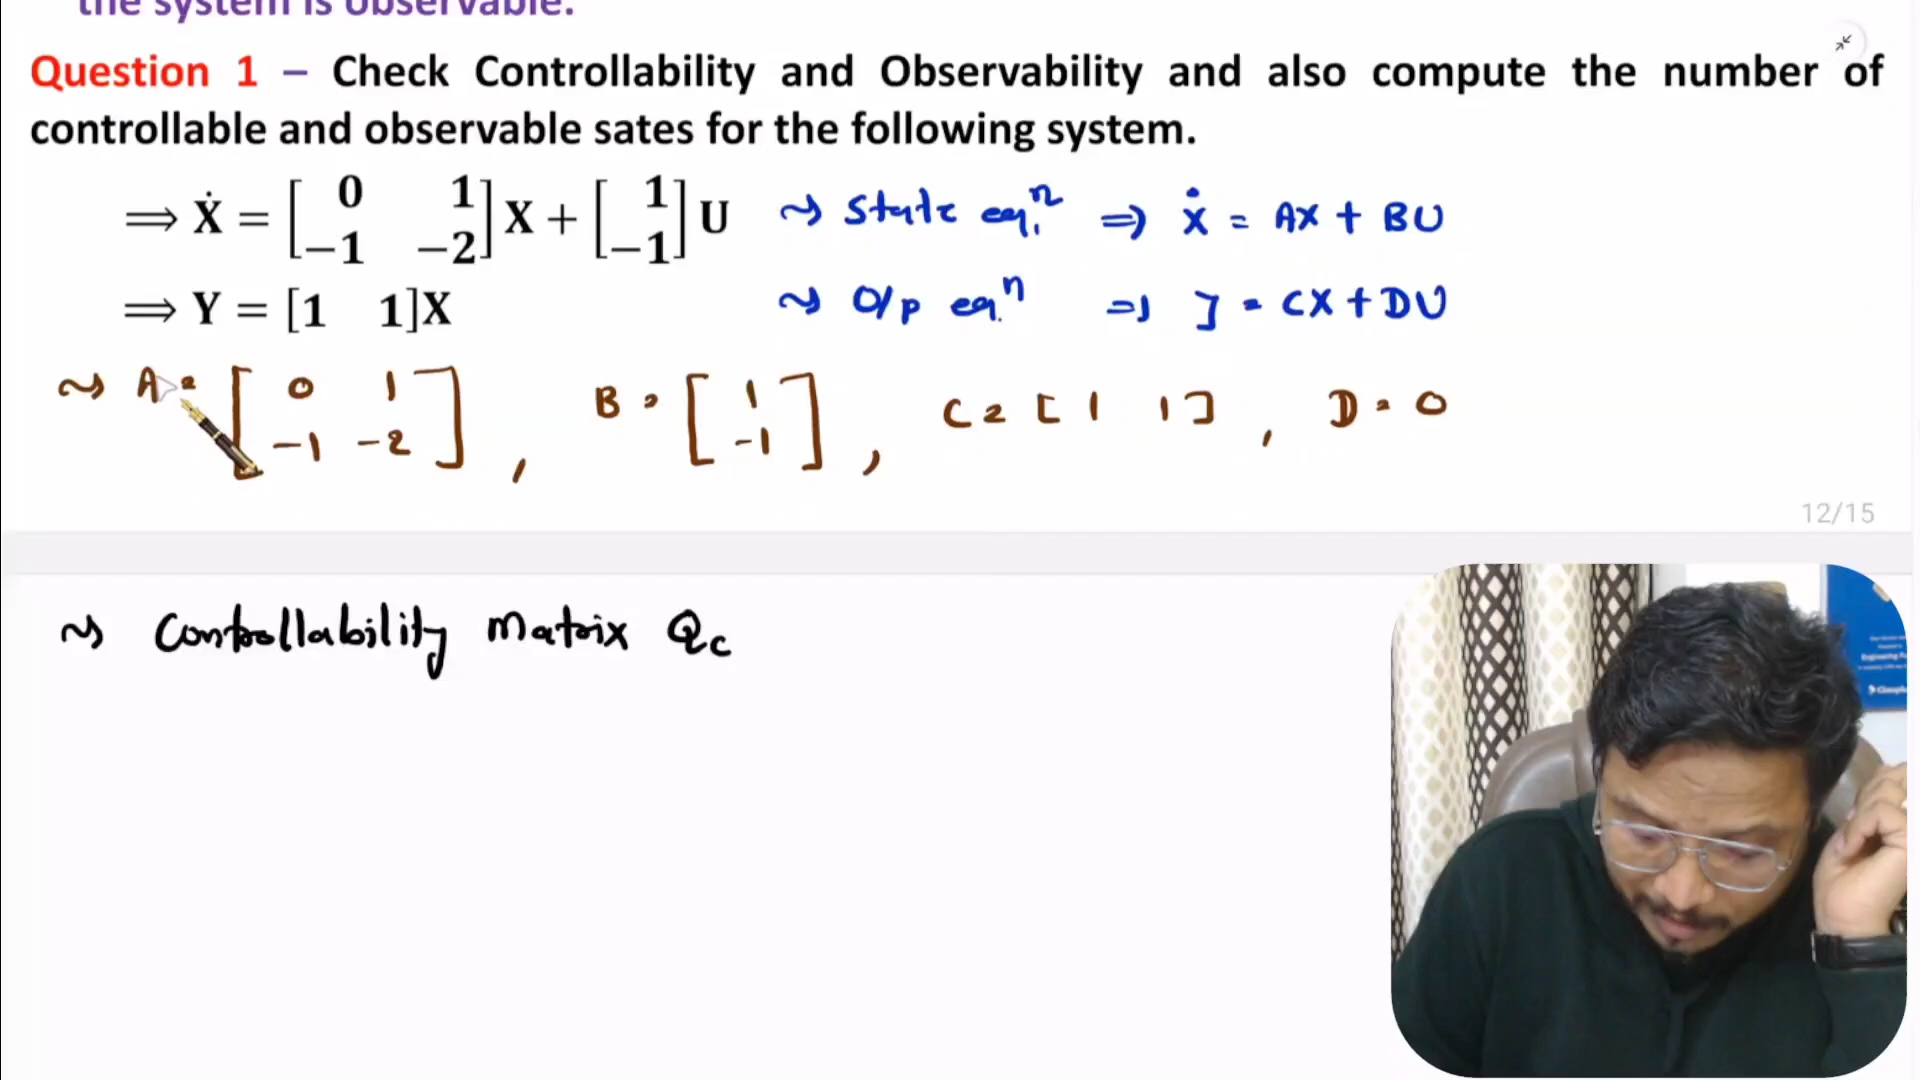 the system is observable.
Question 1 – Check Controllability and Observability and also compute the number of
controllable and observable sates for the following system.
⟹ Ẋ = [0 1; −1 −2] X + [1; −1] U ~> State eq.n => ẋ = AX + BU
⟹ Y = [1 1]X ~> O/p eq.n => y = CX + DU
~> A = [0 1; -1 -2] , B = [1; -1] , C = [1 1] , D = 0
12/15
~> Controllability Matrix Qc